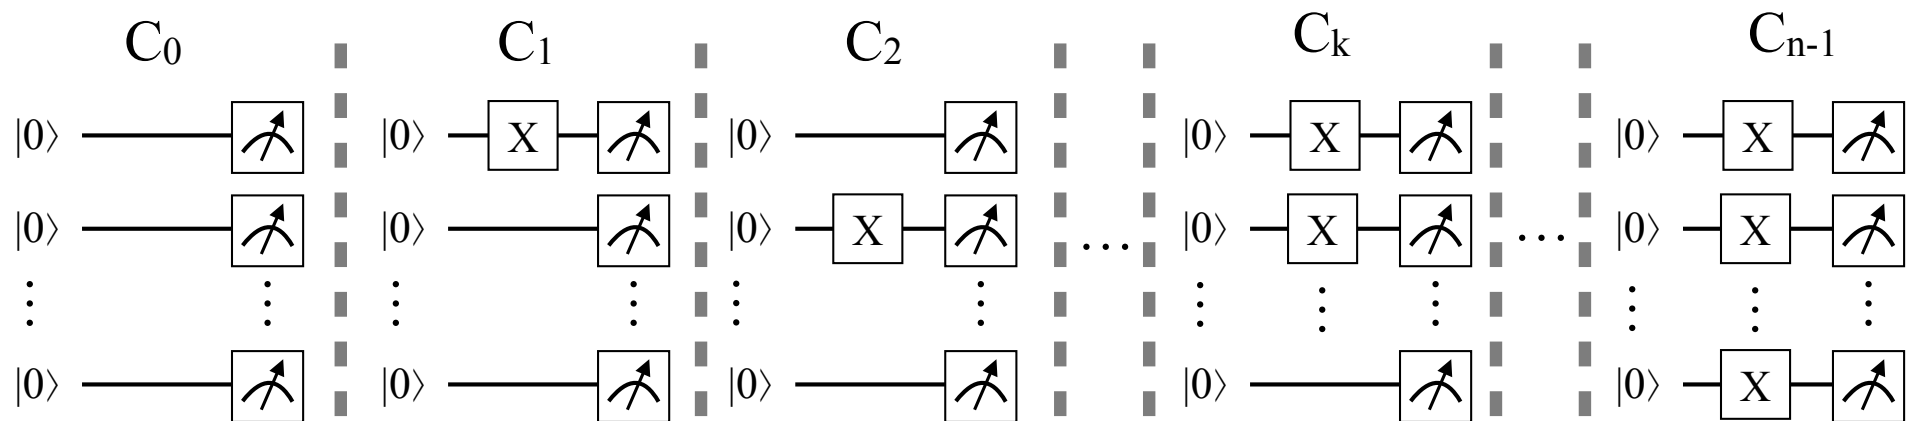 C₀ C₁ C₂ Cₖ Cₙ₋₁
|0⟩ |0⟩ X |0⟩ |0⟩ X |0⟩ X
|0⟩ |0⟩ |0⟩ X ... |0⟩ X ... |0⟩ X
|0⟩ |0⟩ |0⟩ |0⟩ |0⟩ X